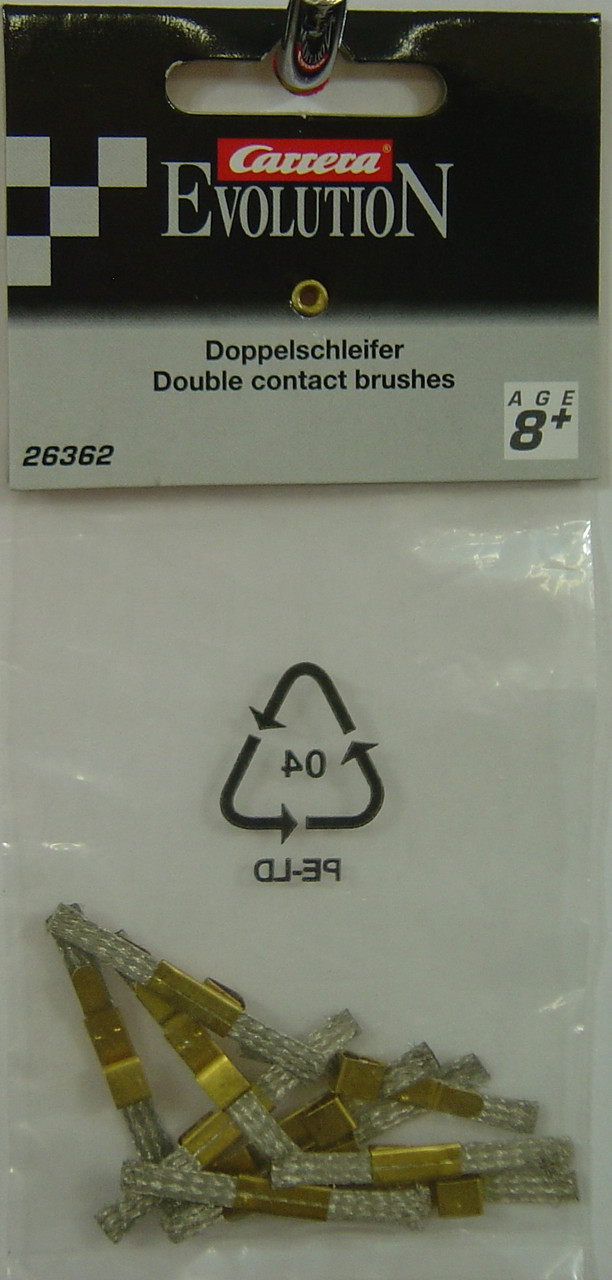 Carrera®
EVOLUTION
Doppelschleifer
Double contact brushes
AGE
8+
26362
04
PE-LD